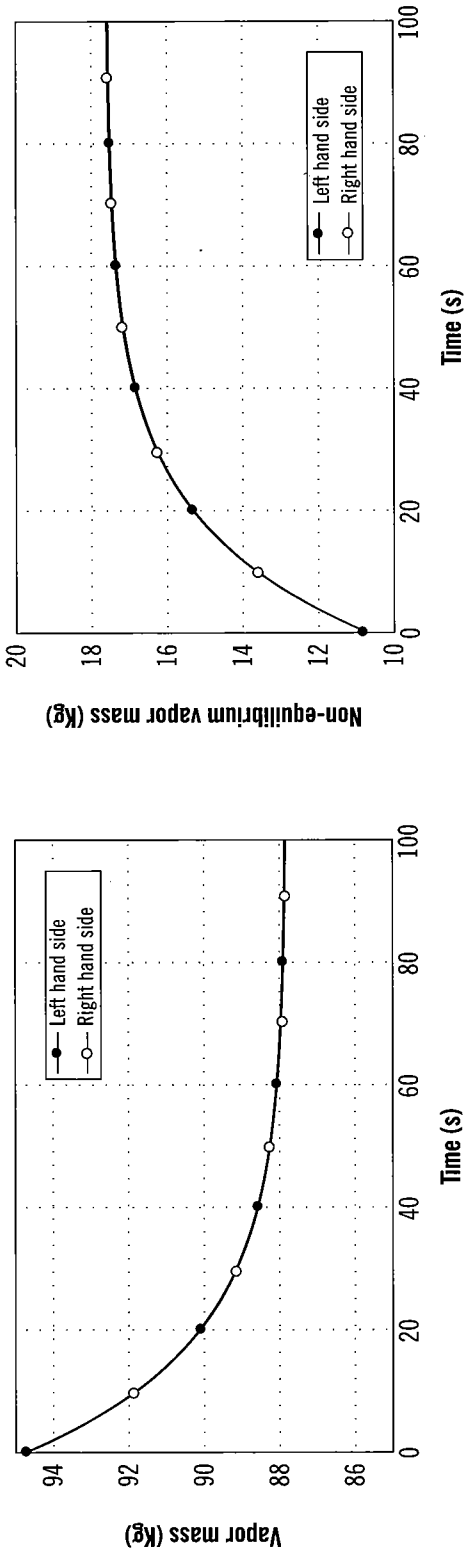 Vapor mass (Kg)
94
92
90
88
86
0
20
40
60
80
100
Time (s)
Left hand side
Right hand side
Non-equilibrium vapor mass (Kg)
20
18
16
14
12
10
0
20
40
60
80
100
Time (s)
Left hand side
Right hand side